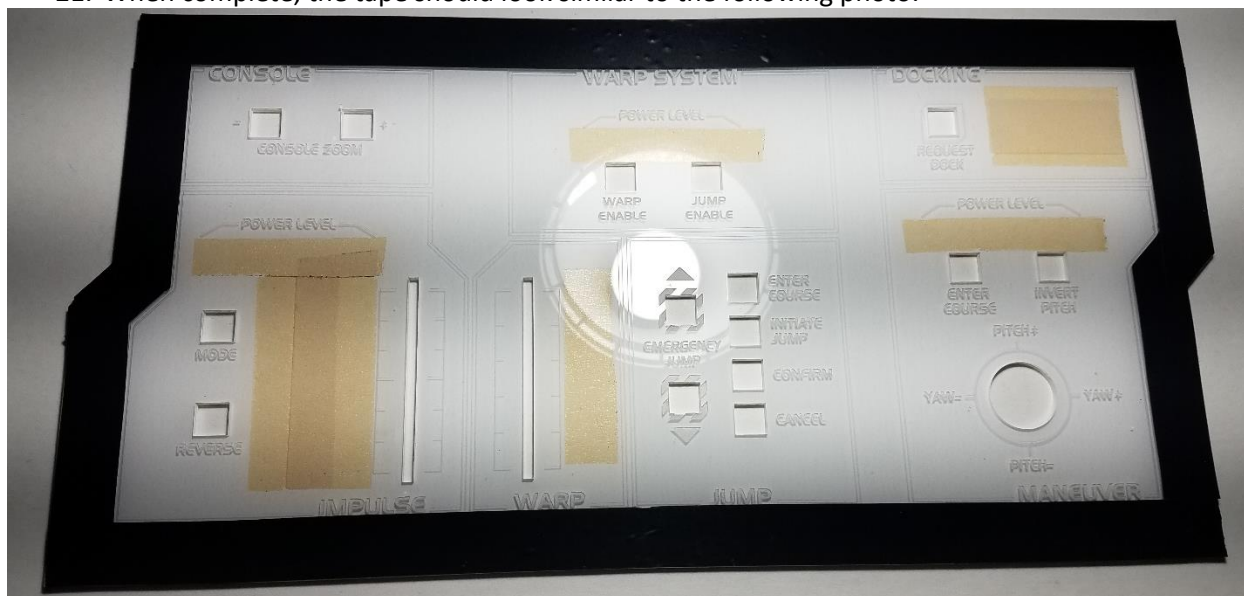 When complete, the tape should look similar to the following photo.
CONSOLE
- +
CONSOLE ZOOM
WARP SYSTEM
POWER LEVEL
WARP
ENABLE
JUMP
ENABLE
DOCKING
REQUEST
DOCK
POWER LEVEL
MODE
REVERSE
IMPULSE
WARP
EMERGENCY
JUMP
ENTER
COURSE
INITIATE
JUMP
CONFIRM
CANCEL
JUMP
POWER LEVEL
ENTER
COURSE
INVERT
PITCH
PITCH+
YAW-
YAW+
PITCH-
MANEUVER